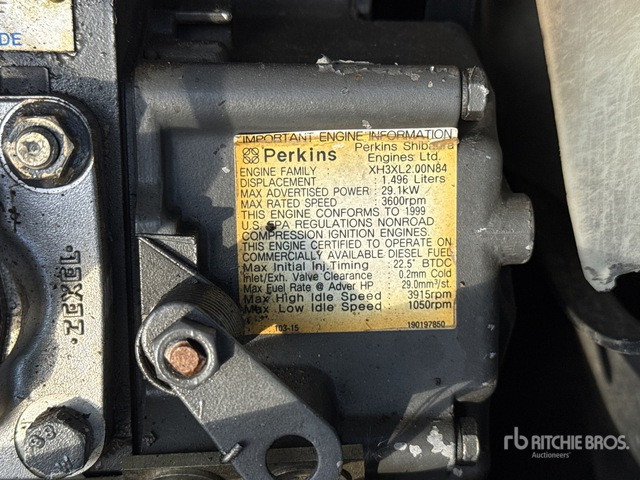 DE
IMPORTANT ENGINE INFORMATION
Perkins Perkins Shibaura Engines Ltd.
ENGINE FAMILY : XH3XL2.00N84
DISPLACEMENT : 1.496 Liters
MAX ADVERTISED POWER : 29.1kW
MAX RATED SPEED : 3600rpm
THIS ENGINE CONFORMS TO 1999
U.S. EPA REGULATIONS NONROAD
COMPRESSION IGNITION ENGINES.
THIS ENGINE CERTIFIED TO OPERATE ON
COMMERCIALLY AVAILABLE DIESEL FUEL
Max Initial Inj.Timing : 22.5° BTDC
Inlet/Exh. Valve Clearance : 0.2mm Cold
Max Fuel Rate @ Adver HP : 29.0mm³/st.
Max High Idle Speed : 3915rpm
Max Low Idle Speed : 1050rpm
103-15 190197850
ZEXEL
rb RITCHIE BROS.
Auctioneers